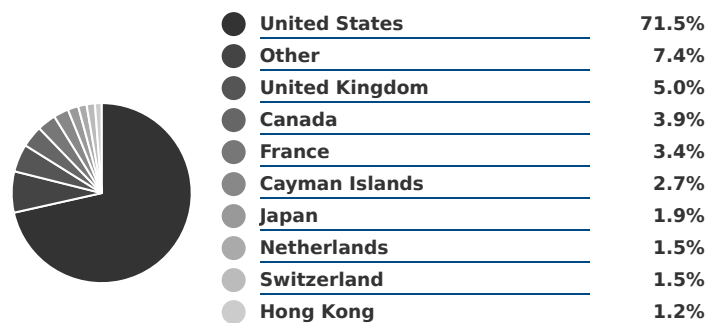 United States 71.5%
Other 7.4%
United Kingdom 5.0%
Canada 3.9%
France 3.4%
Cayman Islands 2.7%
Japan 1.9%
Netherlands 1.5%
Switzerland 1.5%
Hong Kong 1.2%